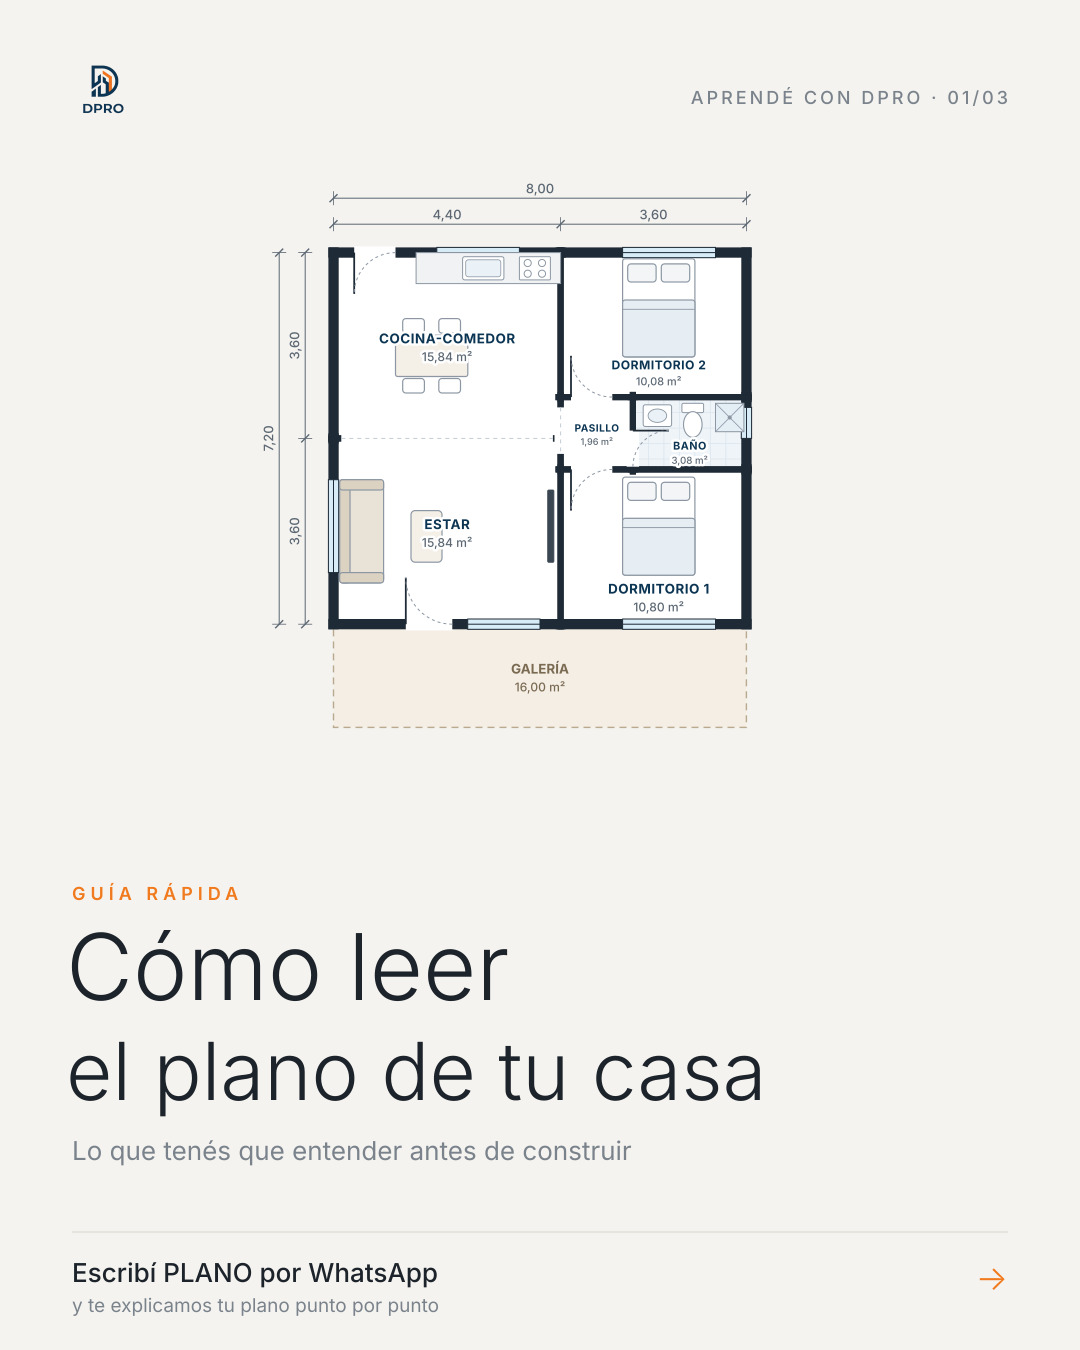 DPRO
APRENDÉ CON DPRO · 01/03
8,00
4,40
3,60
3,60
7,20
3,60
COCINA-COMEDOR
15,84 m²
DORMITORIO 2
10,08 m²
PASILLO
1,96 m²
BAÑO
3,08 m²
ESTAR
15,84 m²
DORMITORIO 1
10,80 m²
GALERÍA
16,00 m²
GUÍA RÁPIDA
Cómo leer
el plano de tu casa
Lo que tenés que entender antes de construir
Escribí PLANO por WhatsApp
y te explicamos tu plano punto por punto